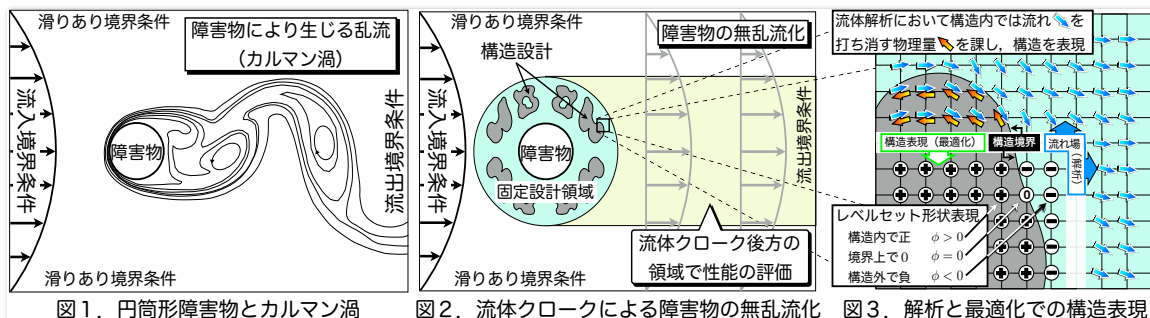 滑りあり境界条件
障害物により生じる乱流
（カルマン渦）
流入境界条件
障害物
流出境界条件
滑りあり境界条件
図１．円筒形障害物とカルマン渦
滑りあり境界条件
障害物の無乱流化
構造設計
流入境界条件
障害物
固定設計領域
流出境界条件
流体クローク後方の
領域で性能の評価
滑りあり境界条件
図２．流体クロークによる障害物の無乱流化
流体解析において構造内では流れを
打ち消す物理量を課し，構造を表現
構造表現（最適化）
構造境界
流れ場
（解析）
0
レベルセット形状表現
構造内で正 φ > 0
境界上で0 φ = 0
構造外で負 φ < 0
図３．解析と最適化での構造表現